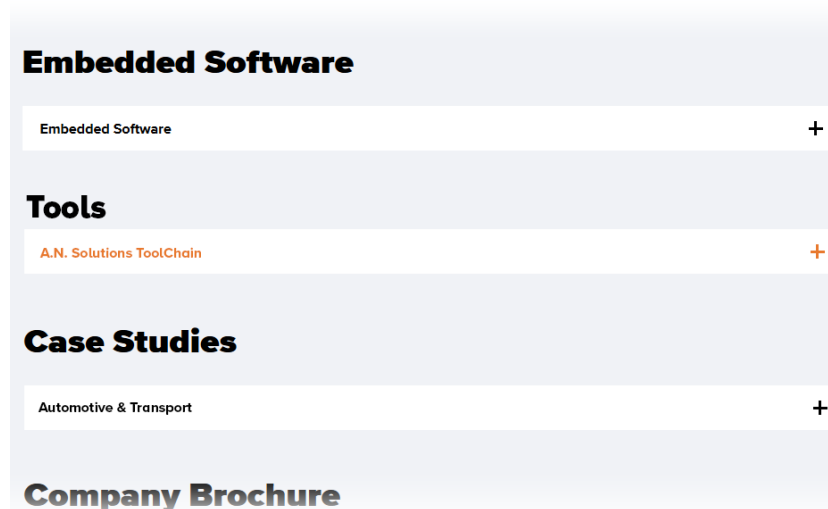 Embedded Software
Embedded Software
Tools
A.N. Solutions ToolChain
Case Studies
Automotive & Transport
Company Brochure